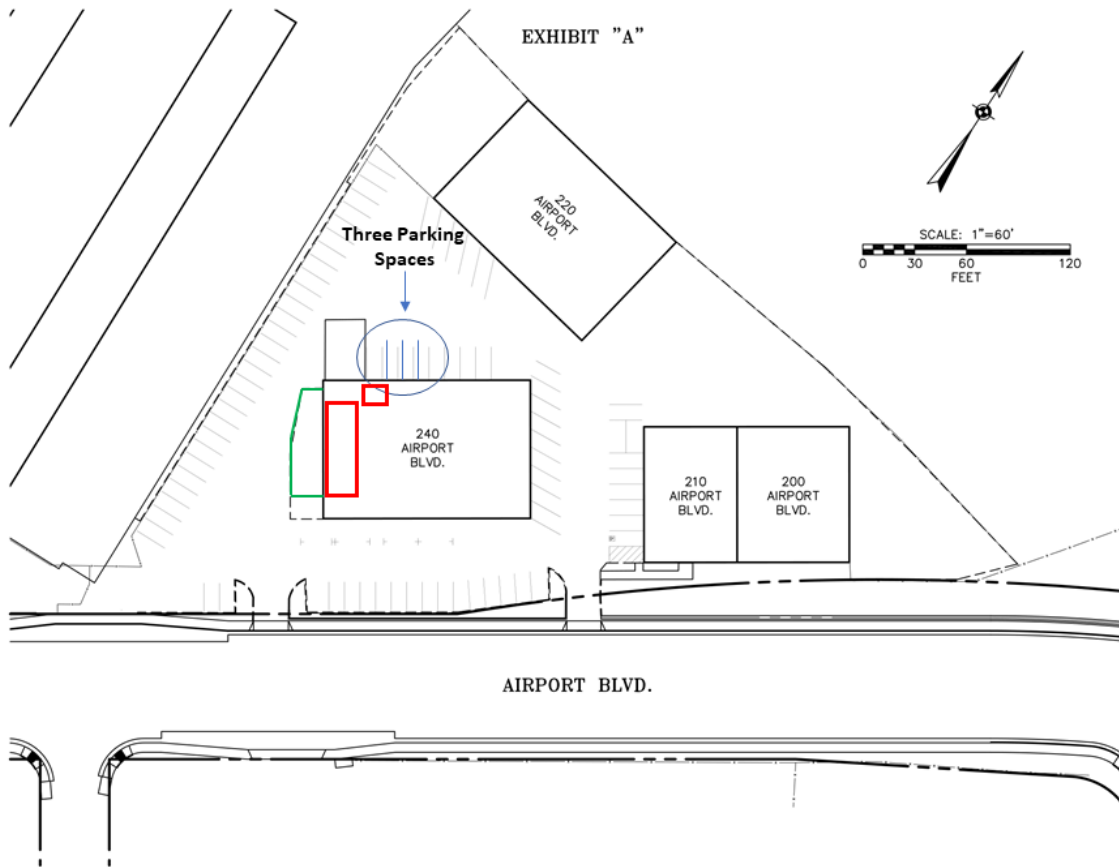 EXHIBIT "A"
220
AIRPORT
BLVD.
SCALE: 1"=60'
0 30 60 120
FEET
Three Parking
Spaces
240
AIRPORT
BLVD.
210
AIRPORT
BLVD.
200
AIRPORT
BLVD.
AIRPORT BLVD.